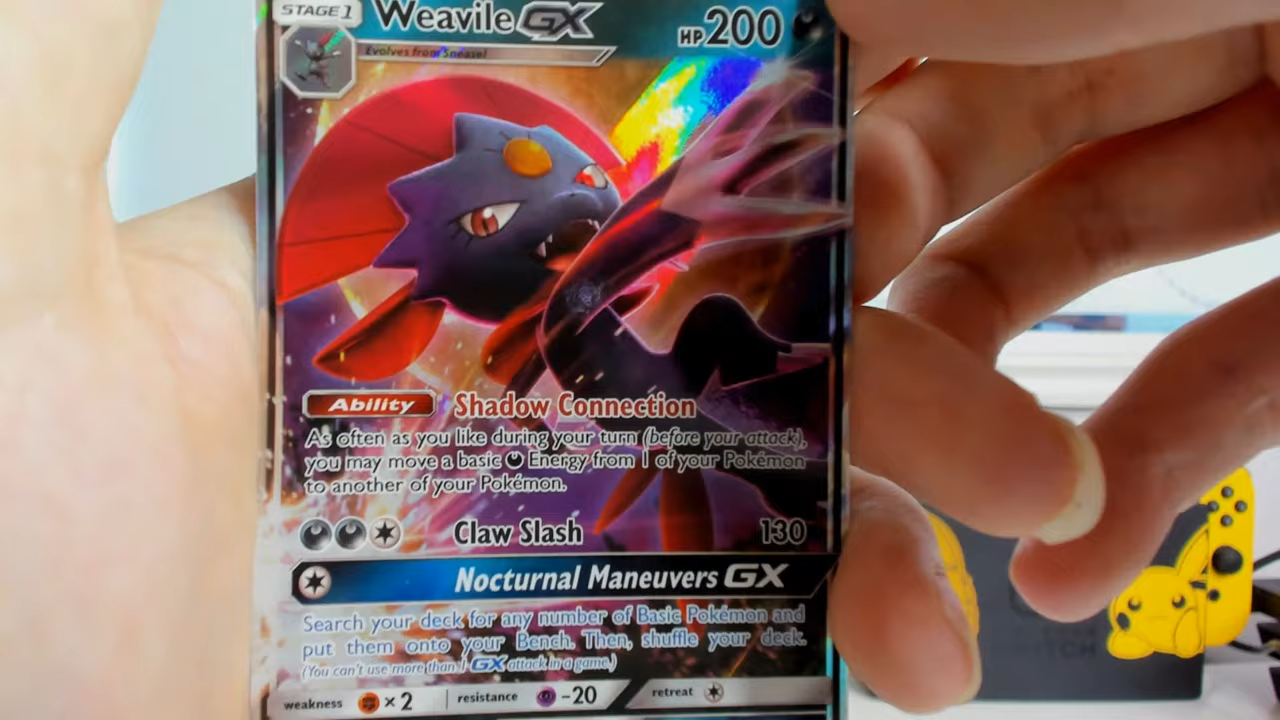 STAGE 1
Weavile GX
HP 200
Evolves from Sneasel
Ability Shadow Connection
As often as you like during your turn (before your attack),
you may move a basic Energy from 1 of your Pokémon
to another of your Pokémon.
Claw Slash 130
Nocturnal Maneuvers GX
Search your deck for any number of Basic Pokémon and
put them onto your Bench. Then, shuffle your deck.
(You can't use more than 1 GX attack in a game.)
weakness ×2 resistance -20 retreat